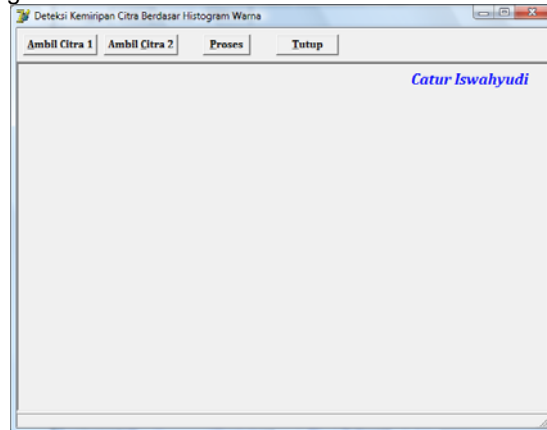 Deteksi Kemiripan Citra Berdasar Histogram Warna
Ambil Citra 1 Ambil Citra 2 Proses Tutup
Catur Iswahyudi